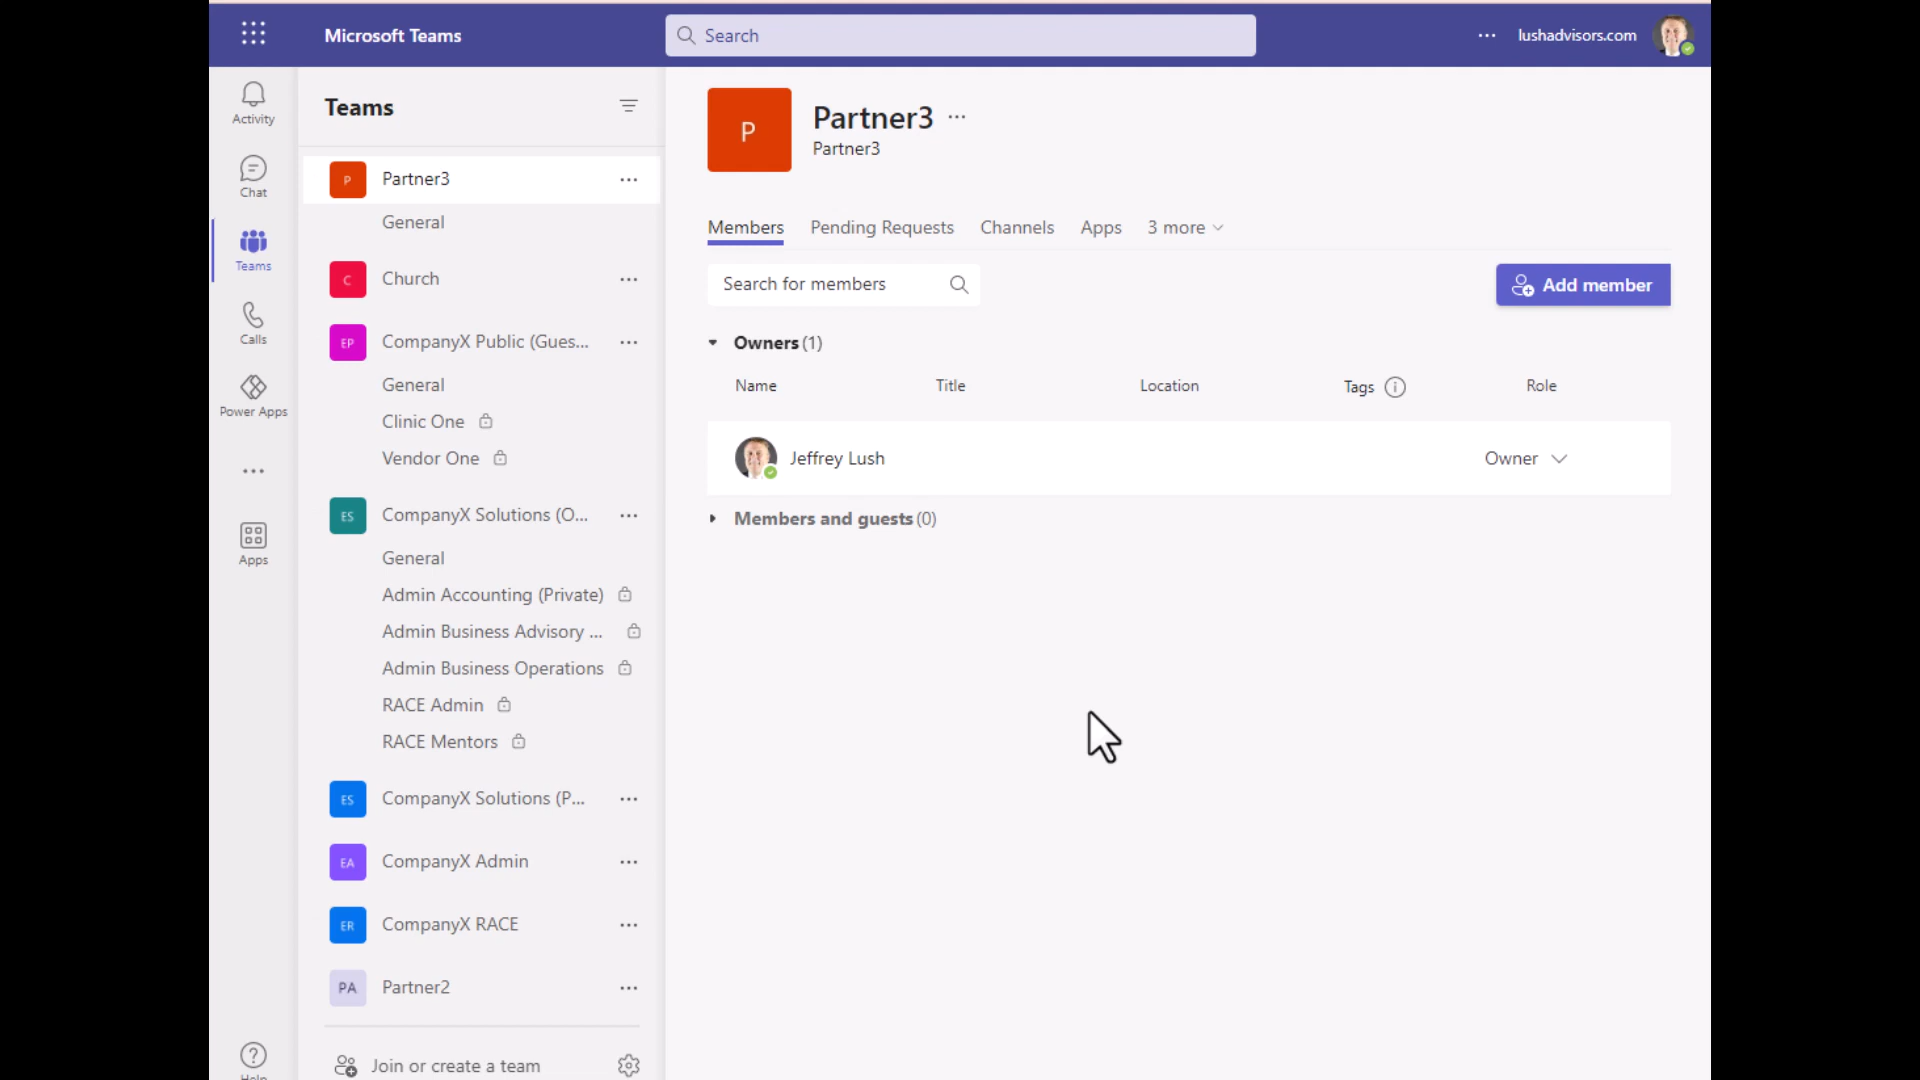 Microsoft Teams
Search
lushadvisors.com
Activity
Chat
Teams
Calls
Power Apps
Apps
Help
Teams
P
Partner3
General
C
Church
EP
CompanyX Public (Gues...
General
Clinic One
Vendor One
ES
CompanyX Solutions (O...
General
Admin Accounting (Private)
Admin Business Advisory ...
Admin Business Operations
RACE Admin
RACE Mentors
ES
CompanyX Solutions (P...
EA
CompanyX Admin
ER
CompanyX RACE
PA
Partner2
Join or create a team
P
Partner3
Partner3
Members Pending Requests Channels Apps 3 more
Search for members
Add member
Owners (1)
Name Title Location Tags Role
Jeffrey Lush Owner
Members and guests (0)